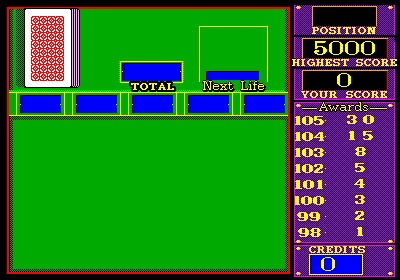 POSITION
5000
HIGHEST SCORE
0
YOUR SCORE
TOTAL
Next Life
Awards
105 30
104 15
103 8
102 5
101 4
100 3
99 2
98 1
CREDITS
0